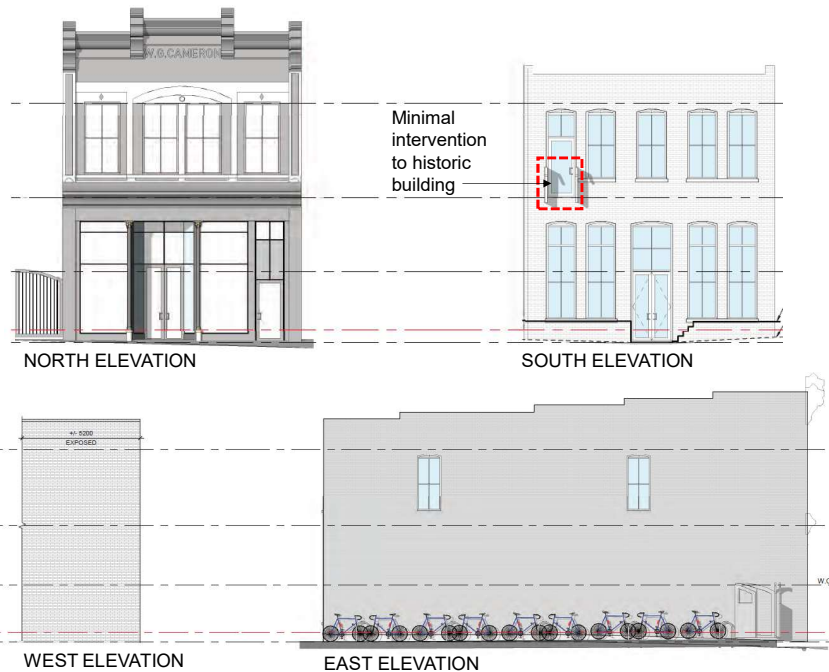 W.G.CAMERON
Minimal
intervention
to historic
building
NORTH ELEVATION
SOUTH ELEVATION
+/- 5200
EXPOSED
WEST ELEVATION
EAST ELEVATION